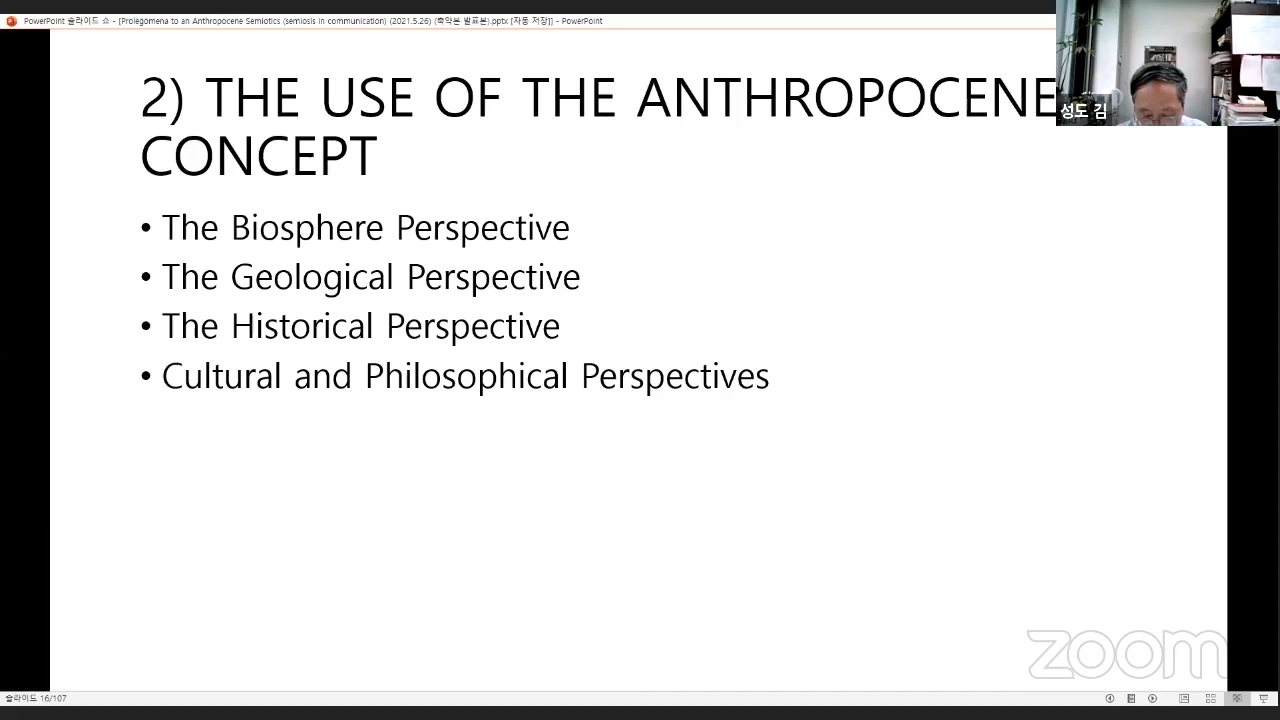 PowerPoint 슬라이드 쇼 - [Prolegomena to an Anthropocene Semiotics (semiosis in communication) (2021.5.26) (축약본 발표본).pptx [자동 저장]] - PowerPoint
성도 김
2) THE USE OF THE ANTHROPOCENE
CONCEPT
• The Biosphere Perspective
• The Geological Perspective
• The Historical Perspective
• Cultural and Philosophical Perspectives
zoom
슬라이드 16/107